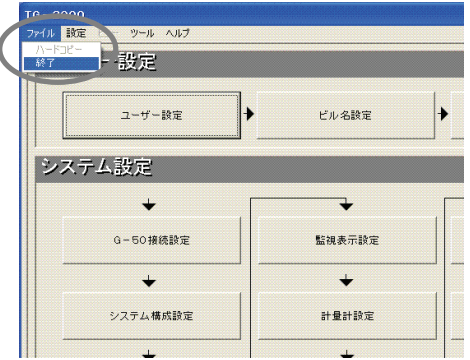 TG-2000
ファイル 設定 ツール ヘルプ
ハードコピー
終了
ー 設定
ユーザー設定
ビル名設定
システム設定
G-50接続設定
監視表示設定
システム構成設定
計量計設定